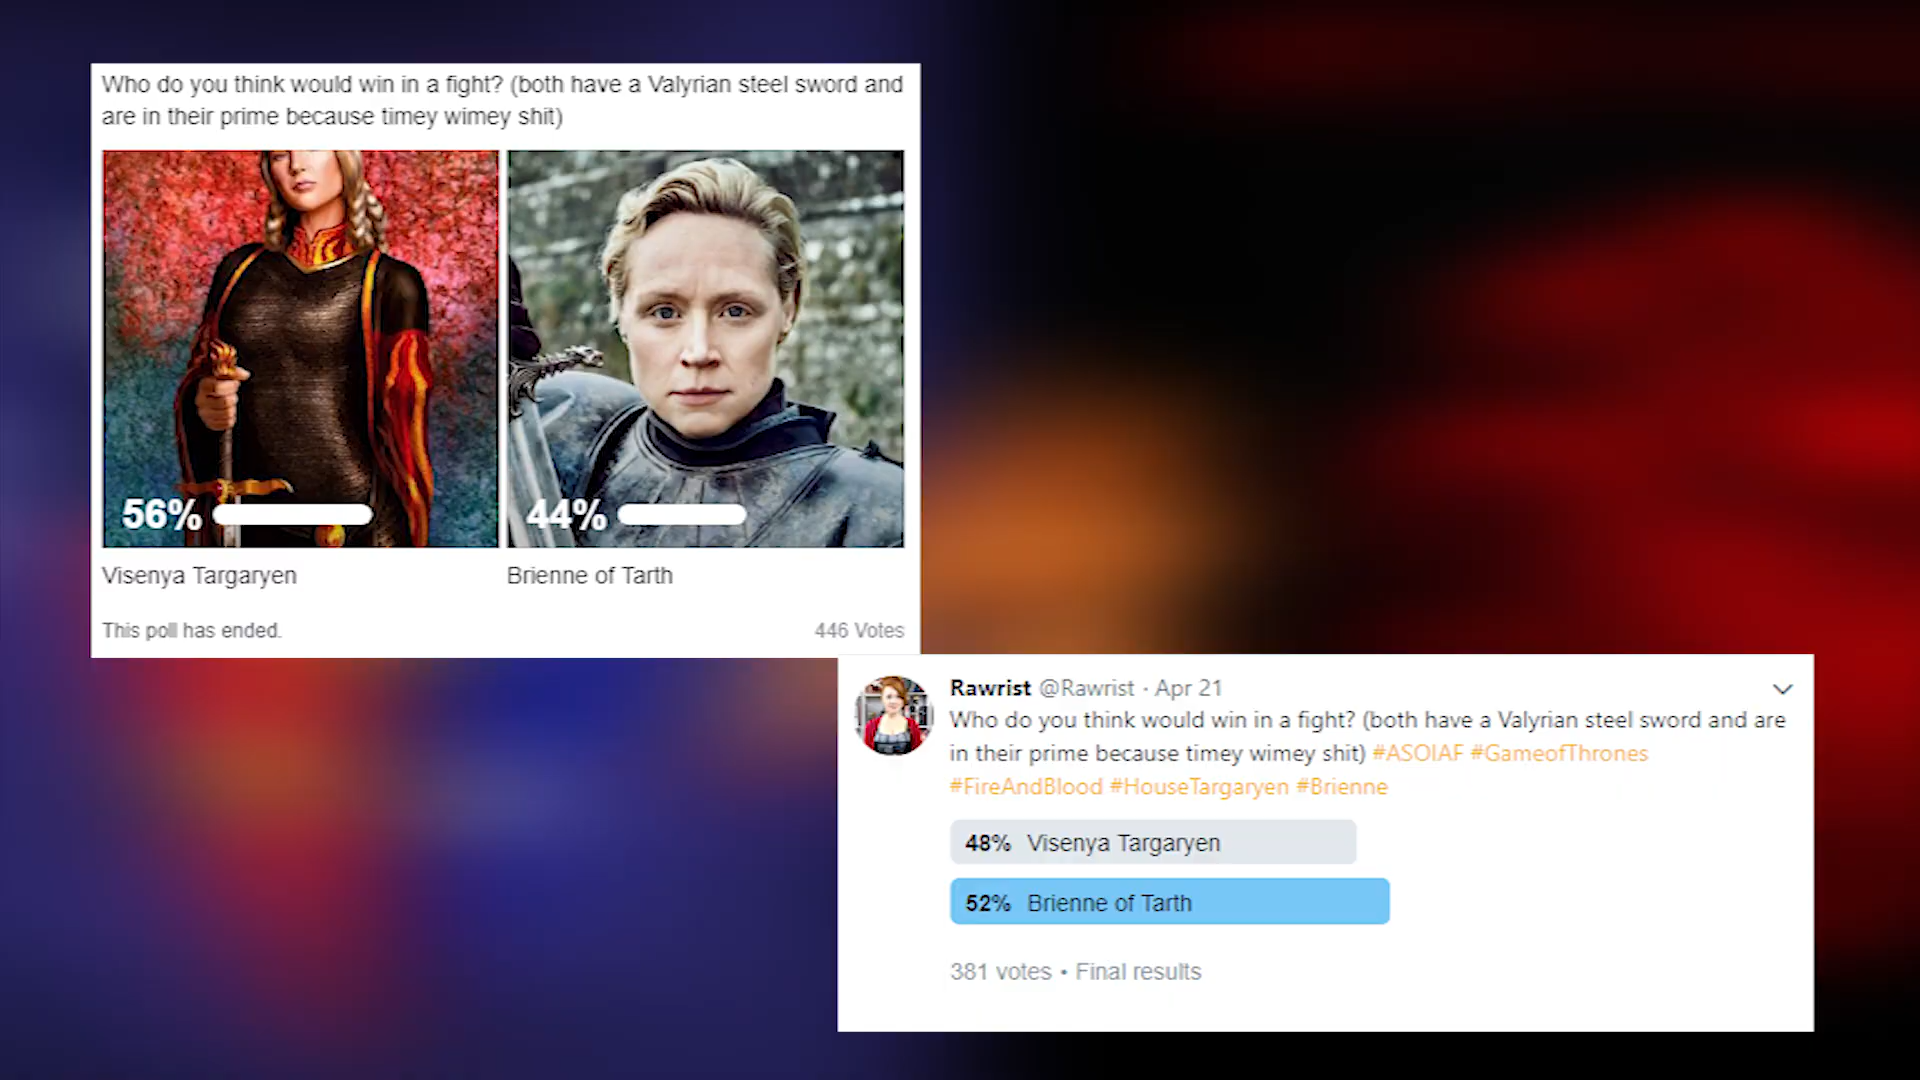 Who do you think would win in a fight? (both have a Valyrian steel sword and
are in their prime because timey wimey shit)
56%
44%
Visenya Targaryen
Brienne of Tarth
This poll has ended.
446 Votes
Rawrist @Rawrist · Apr 21
Who do you think would win in a fight? (both have a Valyrian steel sword and are
in their prime because timey wimey shit) #ASOIAF #GameofThrones
#FireAndBlood #HouseTargaryen #Brienne
48% Visenya Targaryen
52% Brienne of Tarth
381 votes • Final results